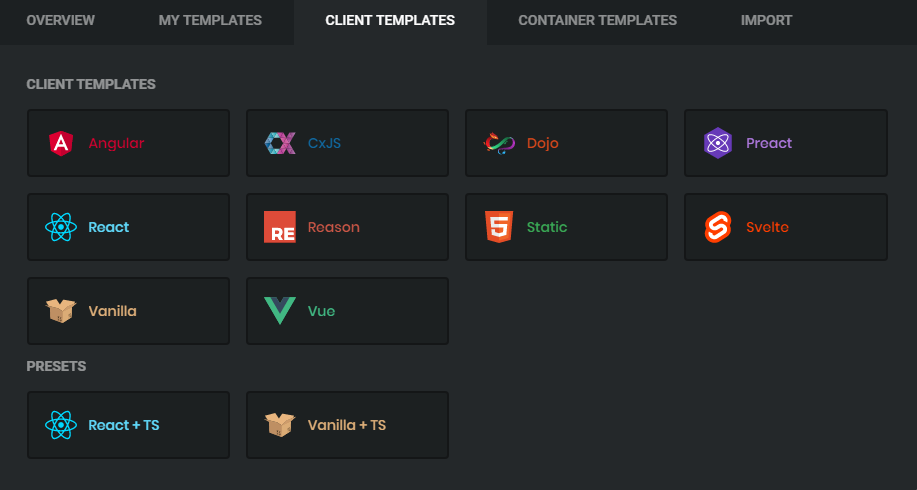 OVERVIEW MY TEMPLATES CLIENT TEMPLATES CONTAINER TEMPLATES IMPORT
CLIENT TEMPLATES
Angular CxJS Dojo Preact
React RE Reason Static Svelte
Vanilla Vue
PRESETS
React + TS Vanilla + TS